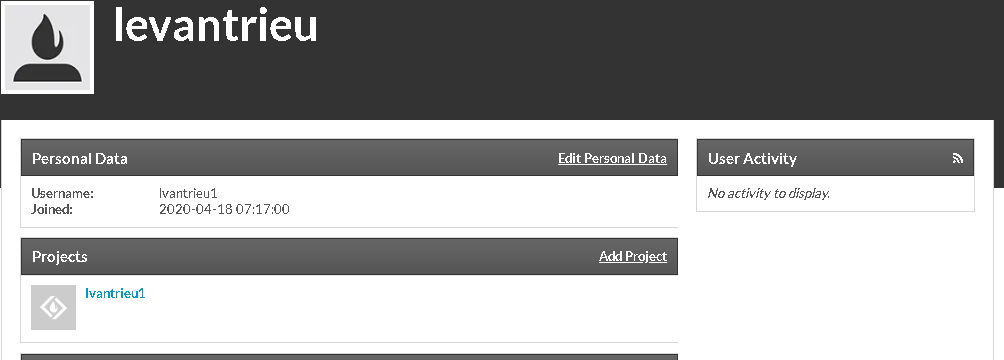 levantrieu
Personal Data
Edit Personal Data
Username: lvantrieu1
Joined: 2020-04-18 07:17:00
Projects
Add Project
lvantrieu1
User Activity
No activity to display.